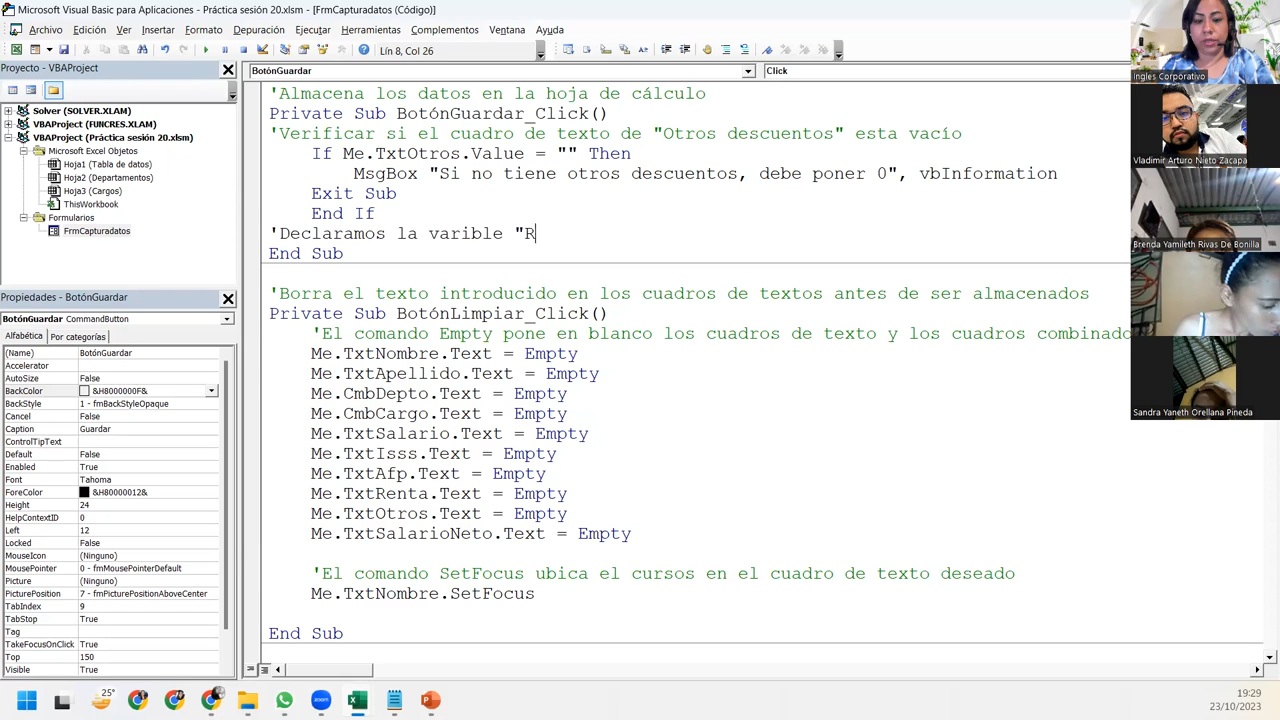 Microsoft Visual Basic para Aplicaciones - Práctica sesión 20.xlsm - [FrmCapturadatos (Código)]
Archivo Edición Ver Insertar Formato Depuración Ejecutar Herramientas Complementos Ventana Ayuda
Lín 8, Col 26
Proyecto - VBAProject
Solver (SOLVER.XLAM)
VBAProject (FUNCRES.XLAM)
VBAProject (Práctica sesión 20.xlsm)
Microsoft Excel Objetos
Hoja1 (Tabla de datos)
Hoja2 (Departamentos)
Hoja3 (Cargos)
ThisWorkbook
Formularios
FrmCapturadatos
Propiedades - BotónGuardar
BotónGuardar CommandButton
Alfabética Por categorías
(Name) BotónGuardar
Accelerator
AutoSize False
BackColor &H8000000F&
BackStyle 1 - fmBackStyleOpaque
Cancel False
Caption Guardar
ControlTipText
Default False
Enabled True
Font Tahoma
ForeColor &H80000012&
Height 24
HelpContextID 0
Left 12
Locked False
MouseIcon (Ninguno)
MousePointer 0 - fmMousePointerDefault
Picture (Ninguno)
PicturePosition 7 - fmPicturePositionAboveCenter
TabIndex 9
TabStop True
Tag
TakeFocusOnClick True
Top 150
Visible True
BotónGuardar Click
'Almacena los datos en la hoja de cálculo
Private Sub BotónGuardar_Click()
'Verificar si el cuadro de texto de "Otros descuentos" esta vacío
If Me.TxtOtros.Value = "" Then
MsgBox "Si no tiene otros descuentos, debe poner 0", vbInformation
Exit Sub
End If
'Declaramos la varible "R
End Sub
'Borra el texto introducido en los cuadros de textos antes de ser almacenados
Private Sub BotónLimpiar_Click()
'El comando Empty pone en blanco los cuadros de texto y los cuadros combinado
Me.TxtNombre.Text = Empty
Me.TxtApellido.Text = Empty
Me.CmbDepto.Text = Empty
Me.CmbCargo.Text = Empty
Me.TxtSalario.Text = Empty
Me.TxtIsss.Text = Empty
Me.TxtAfp.Text = Empty
Me.TxtRenta.Text = Empty
Me.TxtOtros.Text = Empty
Me.TxtSalarioNeto.Text = Empty
'El comando SetFocus ubica el cursos en el cuadro de texto deseado
Me.TxtNombre.SetFocus
End Sub
Ingles Corporativo
Vladimir Arturo Nieto Zacapa
Brenda Yamileth Rivas De Bonilla
Sandra Yaneth Orellana Pineda
25°
zoom
19:29
23/10/2023